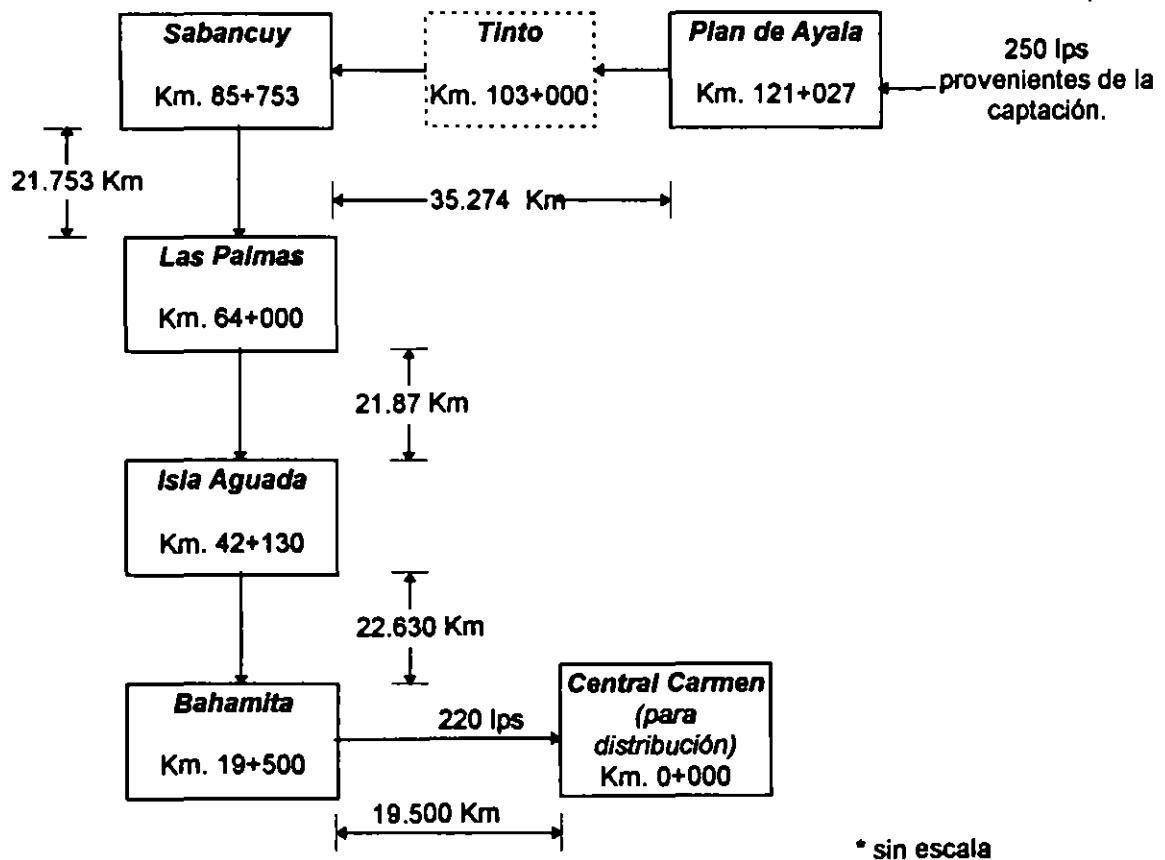 Sabancuy
Km. 85+753
Tinto
Km. 103+000
Plan de Ayala
Km. 121+027
250 lps
provenientes de la
captación.
21.753 Km
35.274 Km
Las Palmas
Km. 64+000
21.87 Km
Isla Aguada
Km. 42+130
22.630 Km
Bahamita
Km. 19+500
220 lps
Central Carmen
(para
distribución)
Km. 0+000
19.500 Km
* sin escala